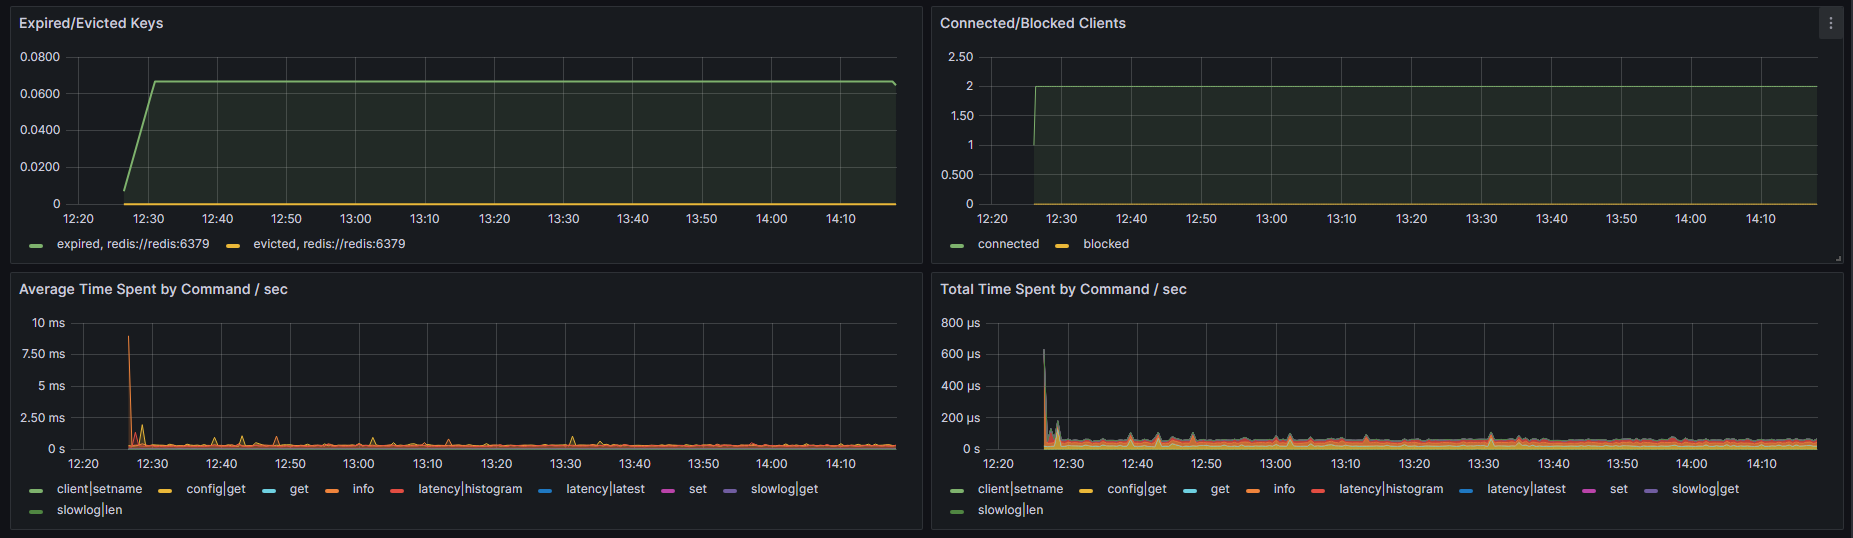 Expired/Evicted Keys
0.0800
0.0600
0.0400
0.0200
0
12:20 12:30 12:40 12:50 13:00 13:10 13:20 13:30 13:40 13:50 14:00 14:10
expired, redis://redis:6379 evicted, redis://redis:6379
Connected/Blocked Clients
2.50
2
1.50
1
0.500
0
12:20 12:30 12:40 12:50 13:00 13:10 13:20 13:30 13:40 13:50 14:00 14:10
connected blocked
Average Time Spent by Command / sec
10 ms
7.50 ms
5 ms
2.50 ms
0 s
12:20 12:30 12:40 12:50 13:00 13:10 13:20 13:30 13:40 13:50 14:00 14:10
client|setname config|get get info latency|histogram latency|latest set slowlog|get
slowlog|len
Total Time Spent by Command / sec
800 µs
600 µs
400 µs
200 µs
0 s
12:20 12:30 12:40 12:50 13:00 13:10 13:20 13:30 13:40 13:50 14:00 14:10
client|setname config|get get info latency|histogram latency|latest set slowlog|get
slowlog|len